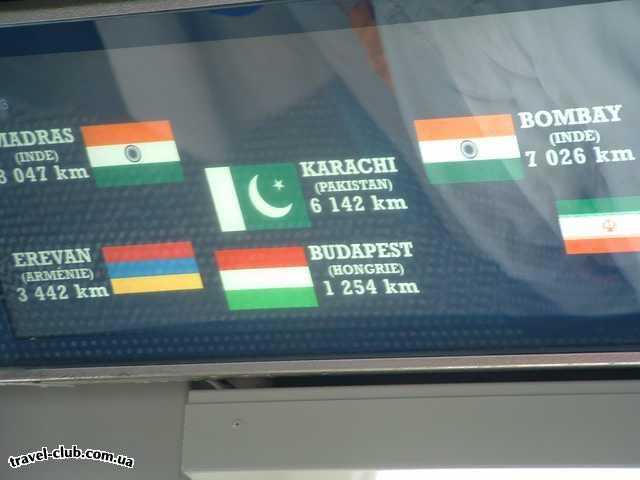 MADRAS
(INDE)
8 047 km
KARACHI
(PAKISTAN)
6 142 km
BOMBAY
(INDE)
7 026 km
EREVAN
(ARMÉNIE)
3 442 km
BUDAPEST
(HONGRIE)
1 254 km
travel-club.com.ua